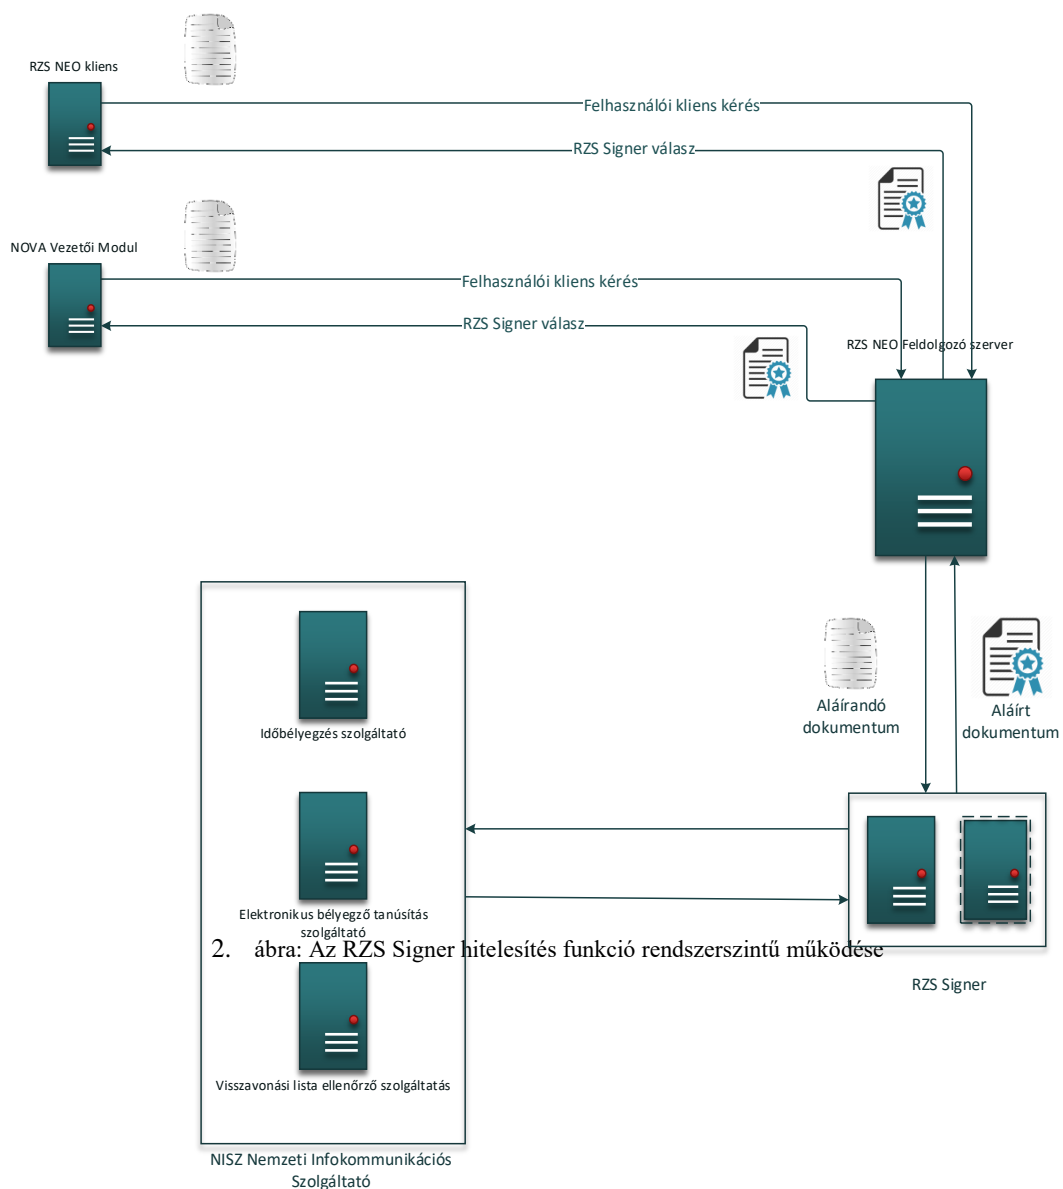 RZS NEO kliens
Felhasználói kliens kérés
RZS Signer válasz
NOVA Vezetői Modul
Felhasználói kliens kérés
RZS Signer válasz
RZS NEO Feldolgozó szerver
Időbélyegzés szolgáltató
Aláírandó
dokumentum
Aláírt
dokumentum
Elektronikus bélyegző tanúsítás
szolgáltató
2. ábra: Az RZS Signer hitelesítés funkció rendszerszintű működése
RZS Signer
Visszavonási lista ellenőrző szolgáltatás
NISZ Nemzeti Infokommunikációs
Szolgáltató